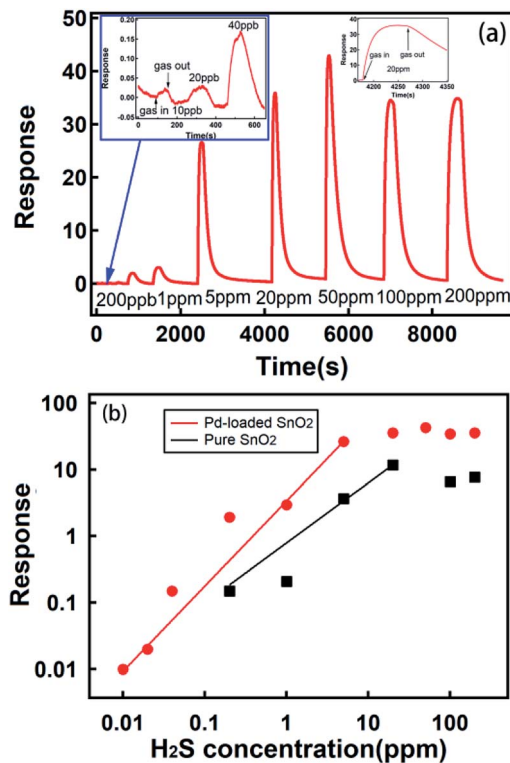 (a)
Response
50
40
30
20
10
0
0
2000
4000
6000
8000
Time(s)
200ppb 1ppm 5ppm 20ppm 50ppm 100ppm 200ppm
Response
0.20
0.15
0.10
0.05
0.00
-0.05
0 200 400 600
Time(s)
40ppb
gas out
20ppb
gas in 10ppb
Response
40
30
20
10
0
4200 4250 4300 4350
Time(s)
gas in
gas out
20ppm
(b)
Response
100
10
1
0.1
0.01
Pd-loaded SnO2
Pure SnO2
0.01 0.1 1 10 100
H2S concentration(ppm)